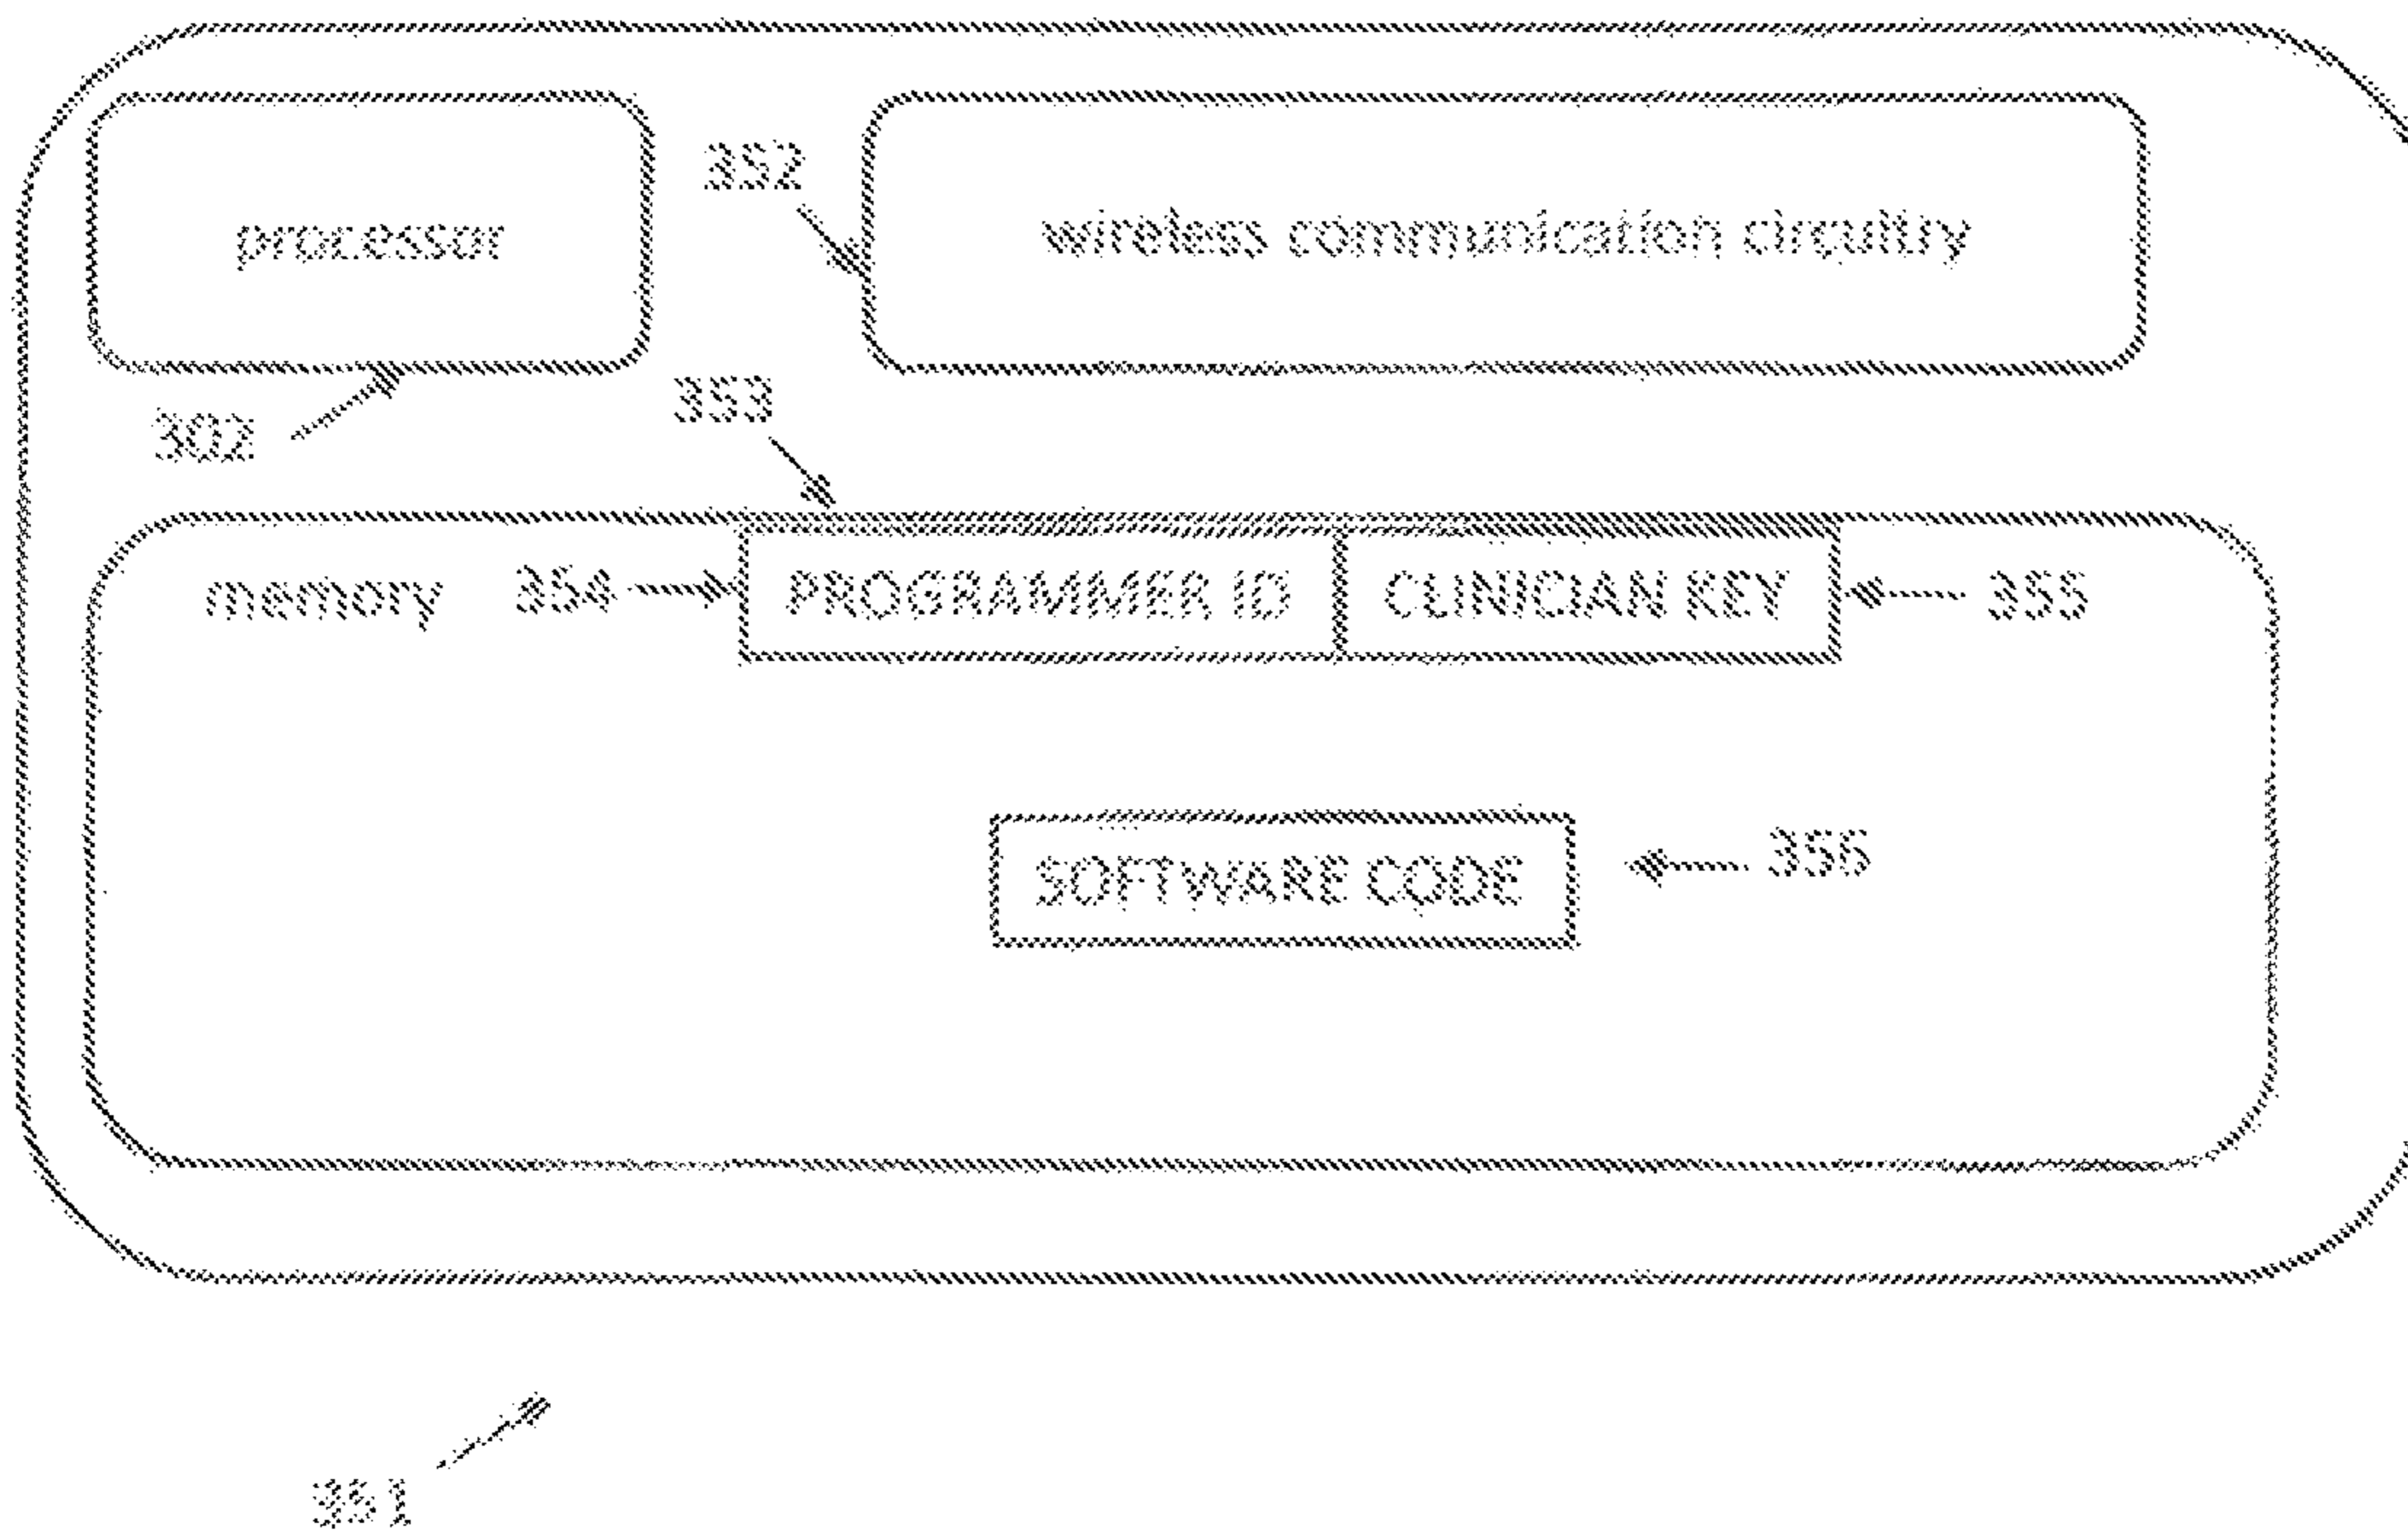 352
processor
wireless communication circuitry
353
302
memory 354 PROGRAMMER ID CLINICIAN KEY 355
SOFTWARE CODE 356
351